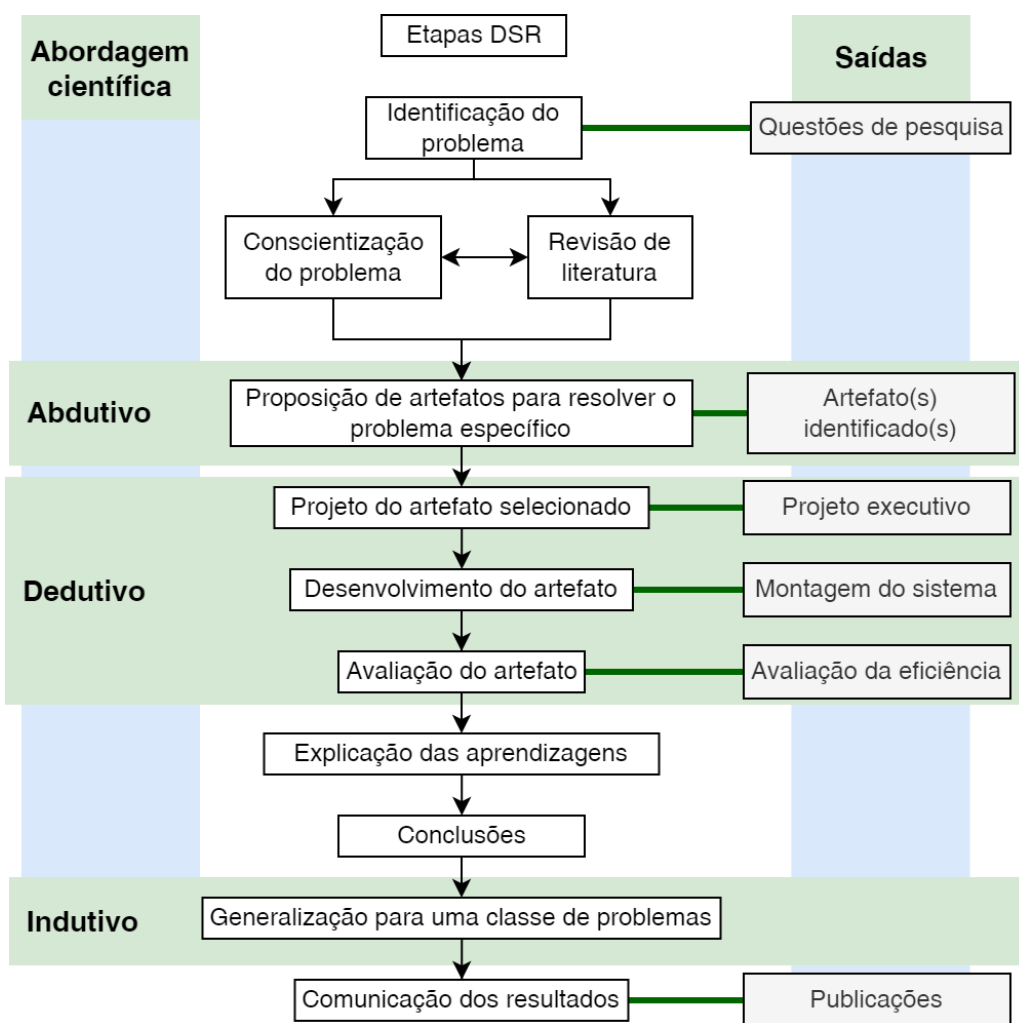 Etapas DSR
Abordagem
científica
Saídas
Identificação do
problema
Questões de pesquisa
Conscientização
do problema
Revisão de
literatura
Abdutivo
Proposição de artefatos para resolver o
problema específico
Artefato(s)
identificado(s)
Dedutivo
Projeto do artefato selecionado
Projeto executivo
Desenvolvimento do artefato
Montagem do sistema
Avaliação do artefato
Avaliação da eficiência
Explicação das aprendizagens
Conclusões
Indutivo
Generalização para uma classe de problemas
Comunicação dos resultados
Publicações